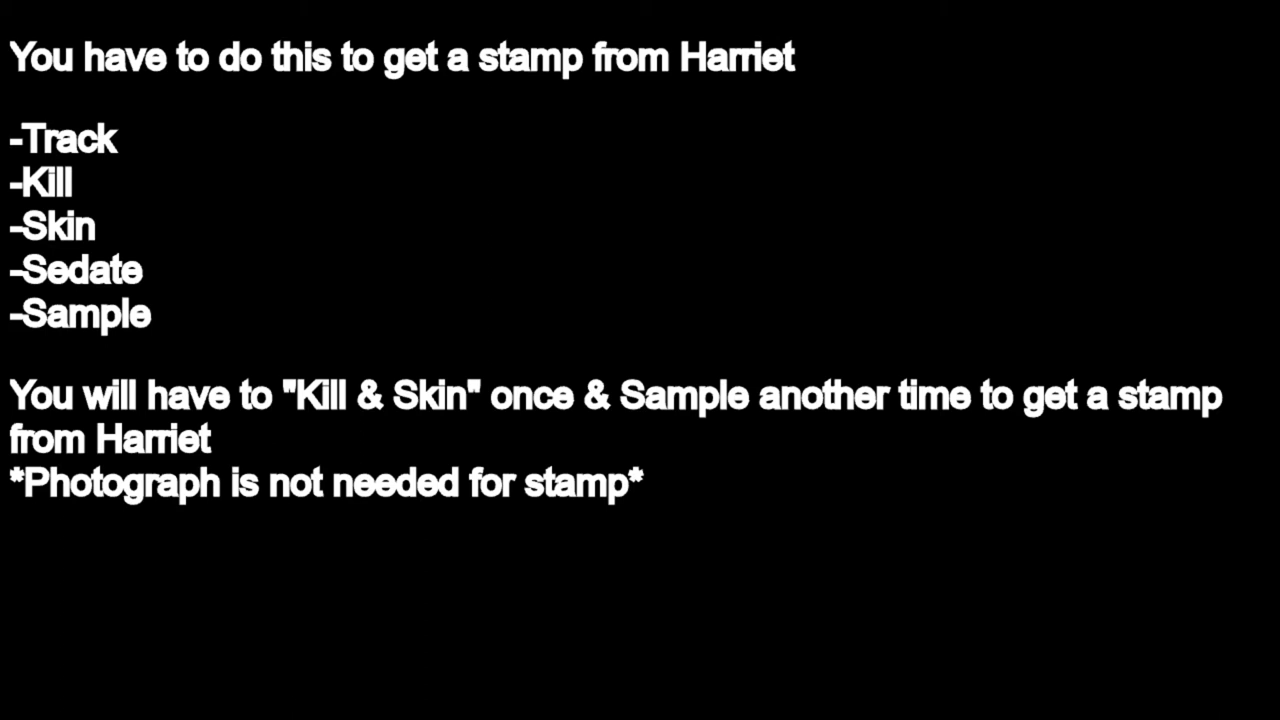 You have to do this to get a stamp from Harriet
-Track
-Kill
-Skin
-Sedate
-Sample
You will have to "Kill & Skin" once & Sample another time to get a stamp
from Harriet
*Photograph is not needed for stamp*